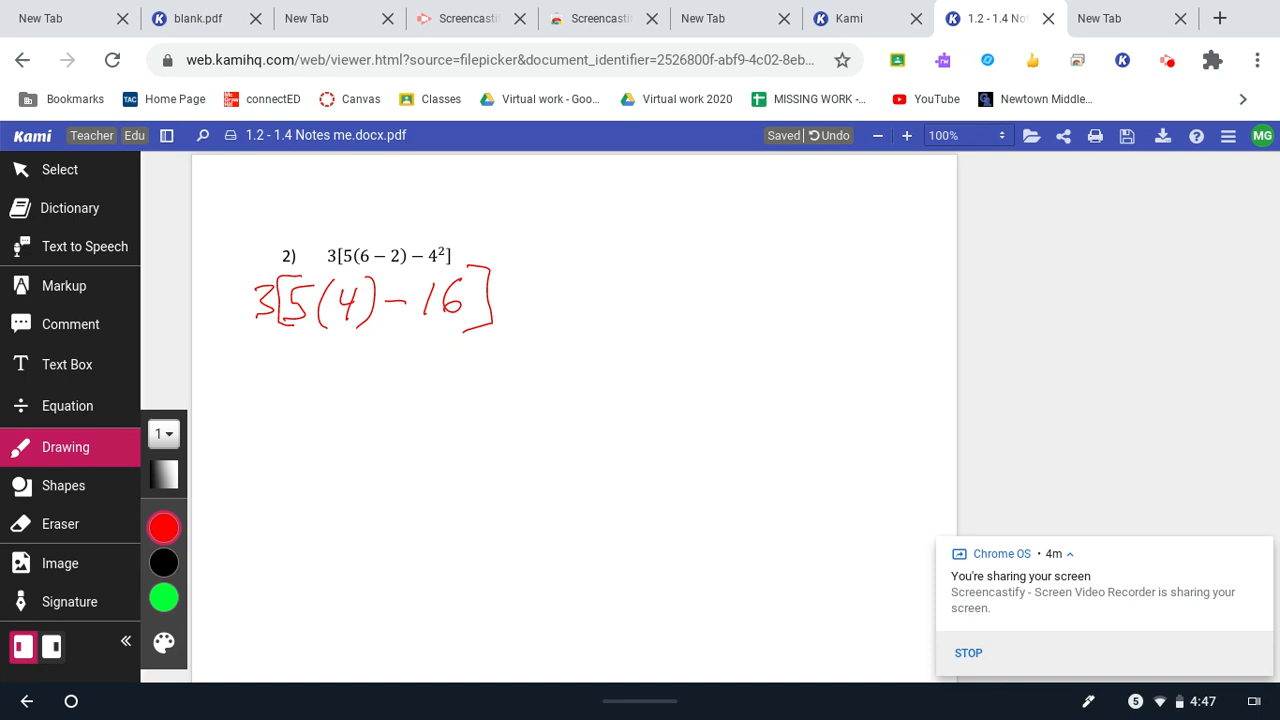 New Tab
blank.pdf
New Tab
Screencasti
Screencasti
New Tab
Kami
1.2 - 1.4 Not
New Tab
web.kamihq.com/web/viewer.html?source=filepicker&document_identifier=2526800f-abf9-4c02-8eb...
Bookmarks
Home Page
connectED
Canvas
Classes
Virtual work - Goo...
Virtual work 2020
MISSING WORK -...
YouTube
Newtown Middle...
Kami
Teacher
Edu
1.2 - 1.4 Notes me.docx.pdf
Saved
Undo
100%
MG
Select
Dictionary
Text to Speech
Markup
Comment
Text Box
Equation
Drawing
Shapes
Eraser
Image
Signature
1
2) 3[5(6 − 2) − 4²]
3[5(4) − 16]
Chrome OS • 4m
You're sharing your screen
Screencastify - Screen Video Recorder is sharing your
screen.
STOP
5
4:47